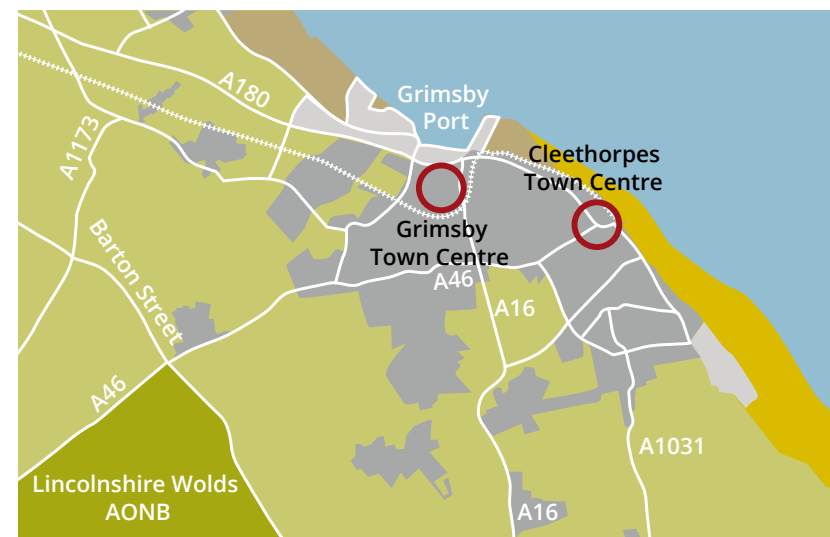 A180
Grimsby
Port
A1173
Cleethorpes
Town Centre
Grimsby
Town Centre
Barton Street
A46
A16
A46
A1031
Lincolnshire Wolds
AONB
A16